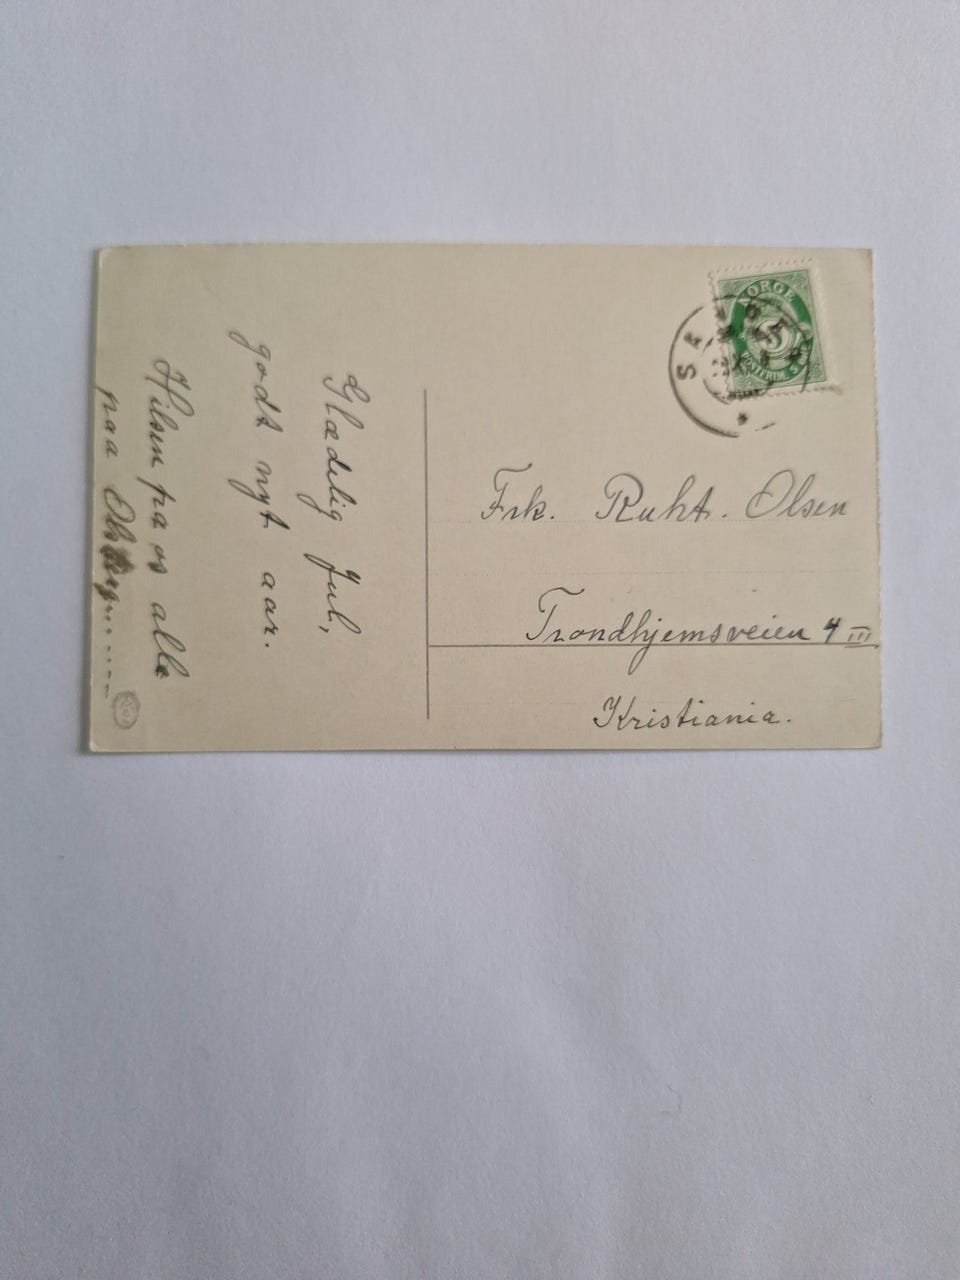 Glædelig Jul,
godt nyt aar.
Hilsen fra os alle
paa
NORGE
5
POSTFRIM.
Frk. Ruht. Olsen
Trondhjemsveien 4 III
Kristiania.